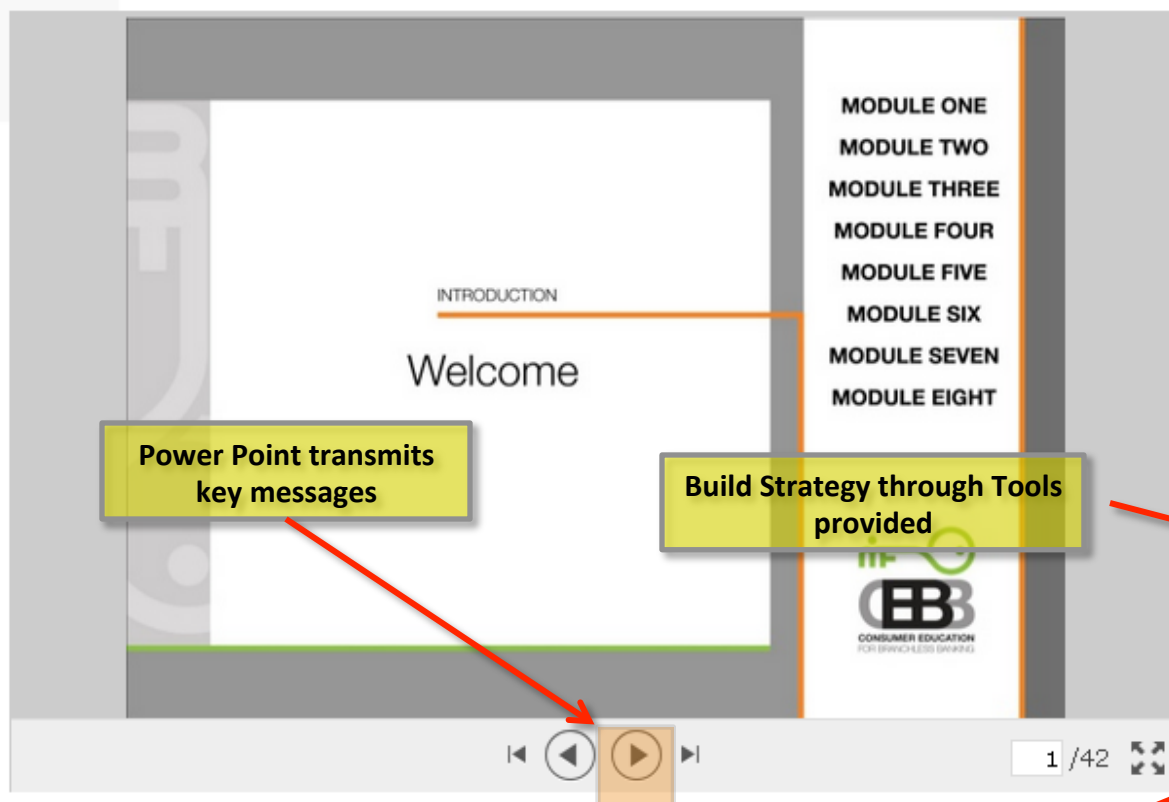 MODULE ONE
MODULE TWO
MODULE THREE
MODULE FOUR
MODULE FIVE
MODULE SIX
MODULE SEVEN
MODULE EIGHT
INTRODUCTION
Welcome
Power Point transmits
key messages
Build Strategy through Tools
provided
CEBB
CONSUMER EDUCATION
FOR BRANCHLESS BANKING
1 /42